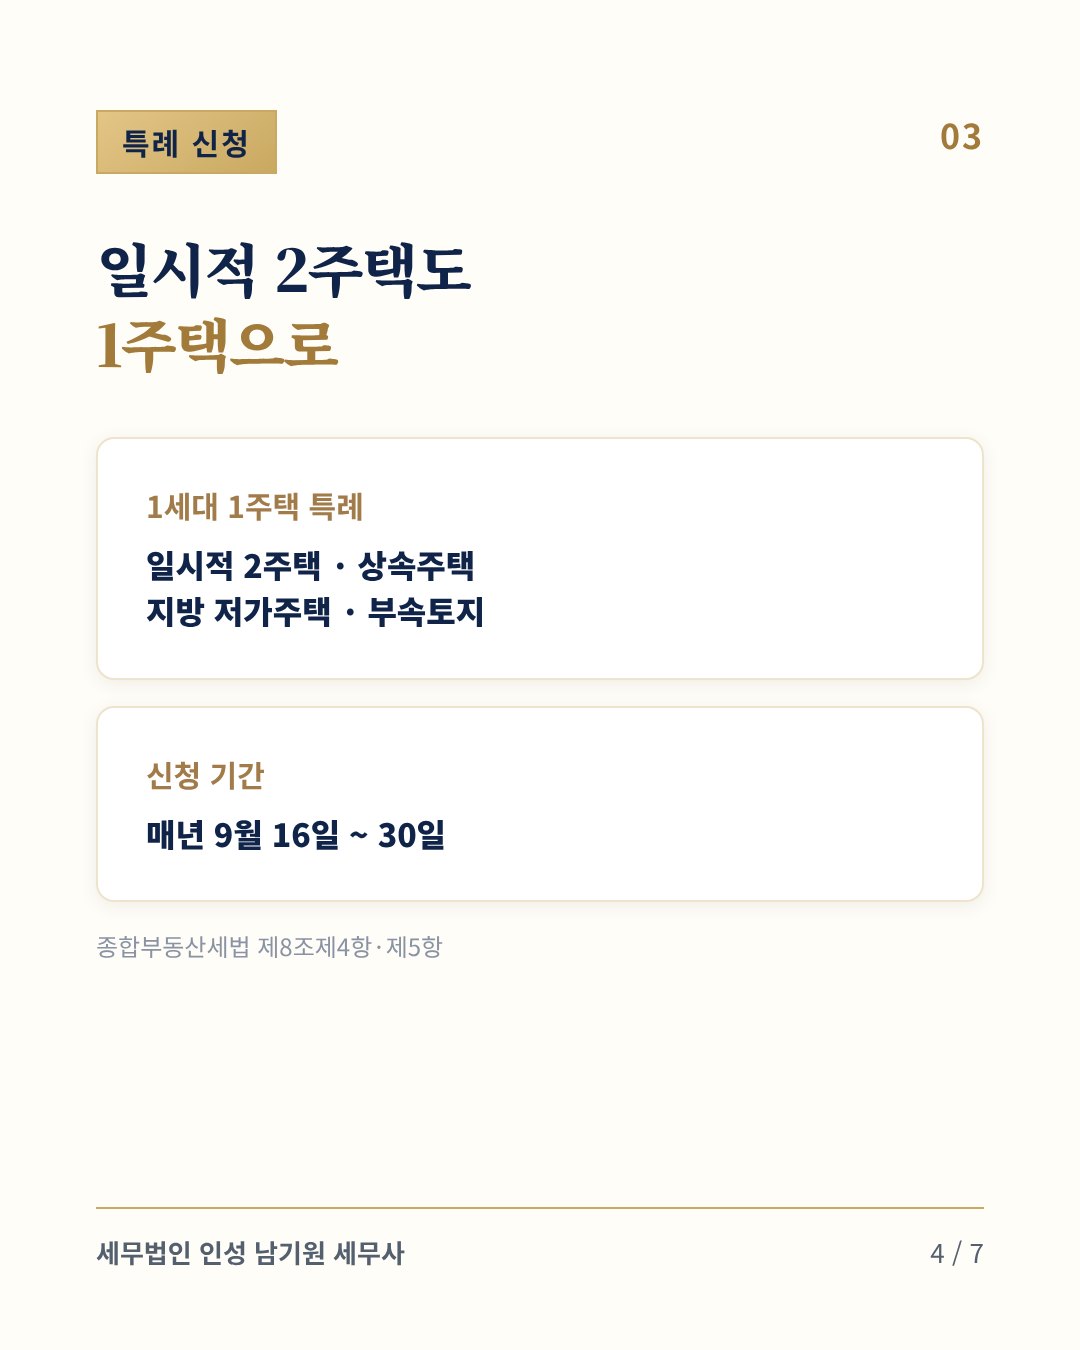 특례 신청
03
일시적 2주택도
1주택으로
1세대 1주택 특례
일시적 2주택 · 상속주택
지방 저가주택 · 부속토지
신청 기간
매년 9월 16일 ~ 30일
종합부동산세법 제8조제4항·제5항
세무법인 인성 남기원 세무사
4 / 7